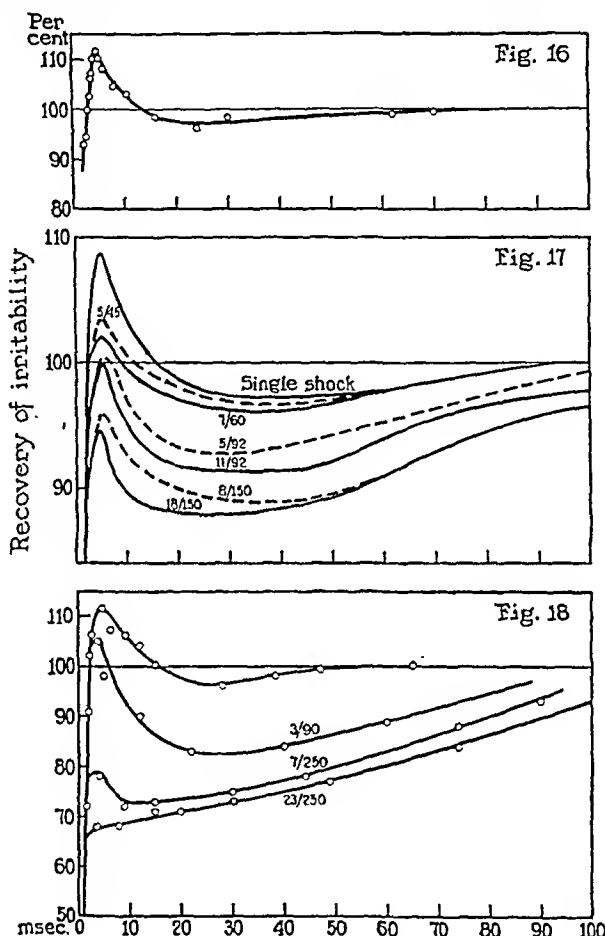 Per
cent
Fig. 16
110
100
90
80
Recovery of irritability
Fig. 17
110
100
90
5/45
Single shock
7/60
5/92
11/92
8/150
18/150
Fig. 18
110
100
90
80
70
60
50
3/90
7/250
23/250
msec. 10 20 30 40 50 60 70 80 90 100